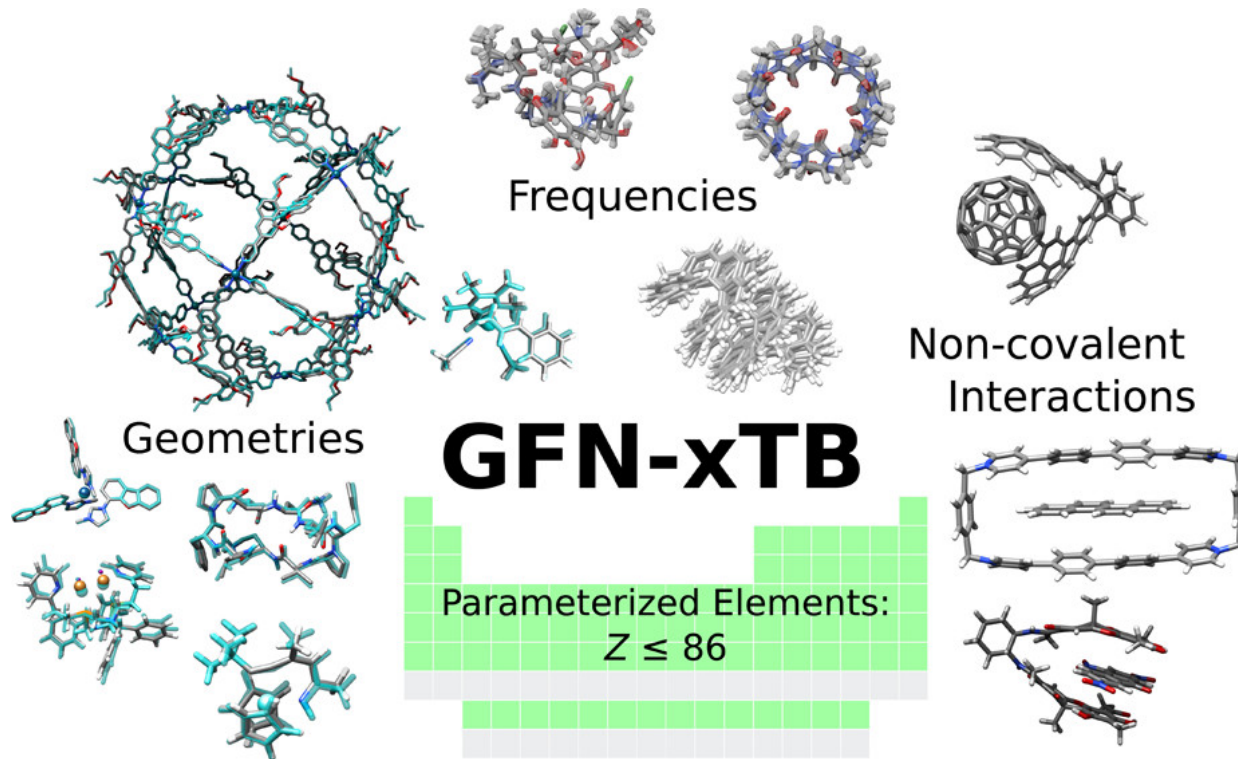 Frequencies
Non-covalent
Interactions
Geometries
GFN-xTB
Parameterized Elements:
Z ≤ 86